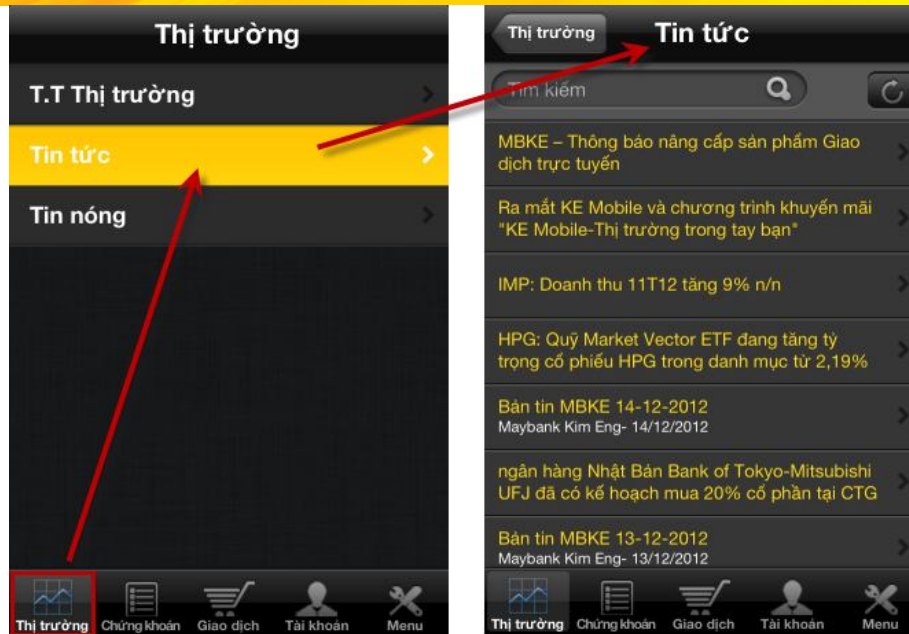 Thị trường
T.T Thị trường
Tin tức
Tin nóng
Thị trường
Chứng khoán
Giao dịch
Tài khoản
Menu
Thị trường
Tin tức
Tìm kiếm
MBKE – Thông báo nâng cấp sản phẩm Giao
dịch trực tuyến
Ra mắt KE Mobile và chương trình khuyến mãi
"KE Mobile-Thị trường trong tay bạn"
IMP: Doanh thu 11T12 tăng 9% n/n
HPG: Quỹ Market Vector ETF đang tăng tỷ
trọng cổ phiếu HPG trong danh mục từ 2,19%
Bản tin MBKE 14-12-2012
Maybank Kim Eng- 14/12/2012
ngân hàng Nhật Bản Bank of Tokyo-Mitsubishi
UFJ đã có kế hoạch mua 20% cổ phần tại CTG
Bản tin MBKE 13-12-2012
Maybank Kim Eng- 13/12/2012
Thị trường
Chứng khoán
Giao dịch
Tài khoản
Menu